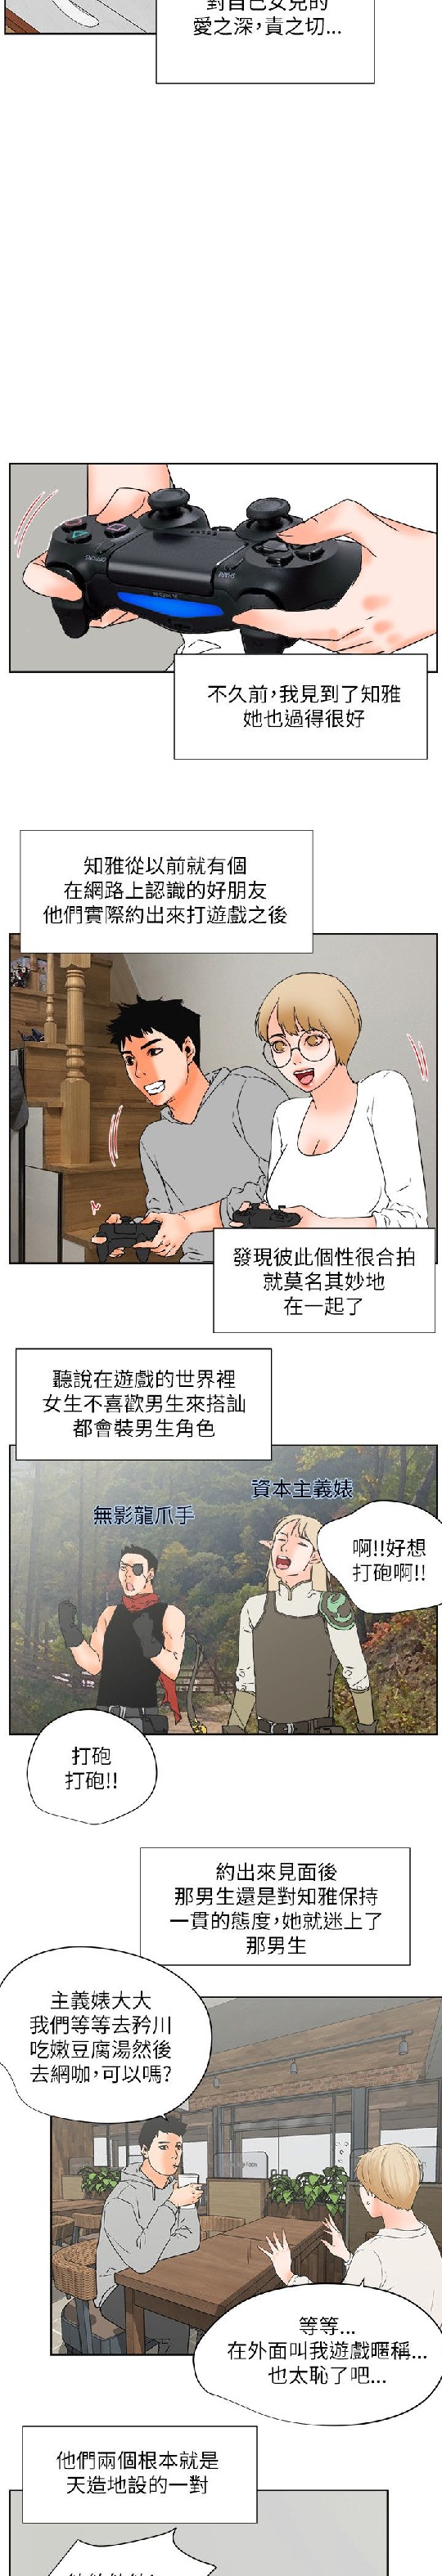 對自己女兒的
愛之深，責之切...
不久前，我見到了知雅
她也過得很好
知雅從以前就有個
在網路上認識的好朋友
他們實際約出來打遊戲之後
發現彼此個性很合拍
就莫名其妙地
在一起了
聽說在遊戲的世界裡
女生不喜歡男生來搭訕
都會裝男生角色
資本主義婊
無影龍爪手
啊!!好想
打砲啊!!
打砲
打砲!!
約出來見面後
那男生還是對知雅保持
一貫的態度，她就迷上了
那男生
主義婊大大
我們等等去矜川
吃嫩豆腐湯然後
去網咖，可以嗎?
等等...
在外面叫我遊戲暱稱...
也太恥了吧...
他們兩個根本就是
天造地設的一對